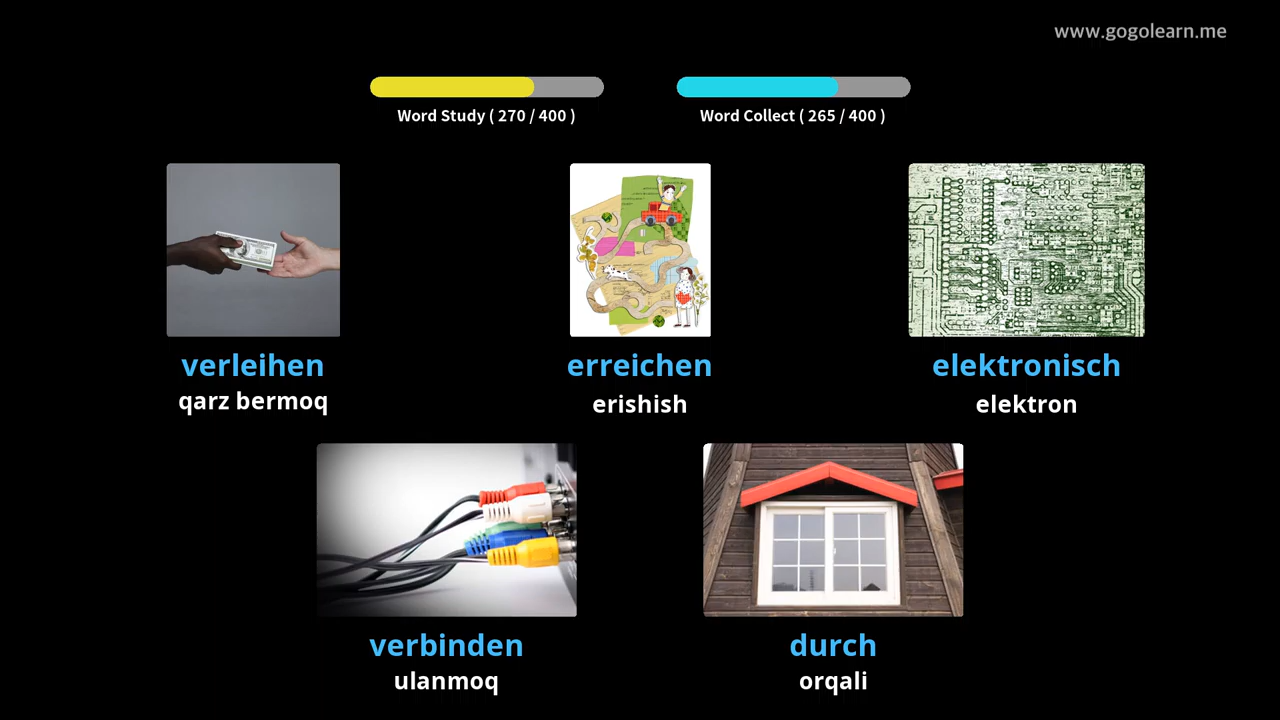 www.gogolearn.me
Word Study ( 270 / 400 )
Word Collect ( 265 / 400 )
verleihen
qarz bermoq
erreichen
erishish
elektronisch
elektron
verbinden
ulanmoq
durch
orqali